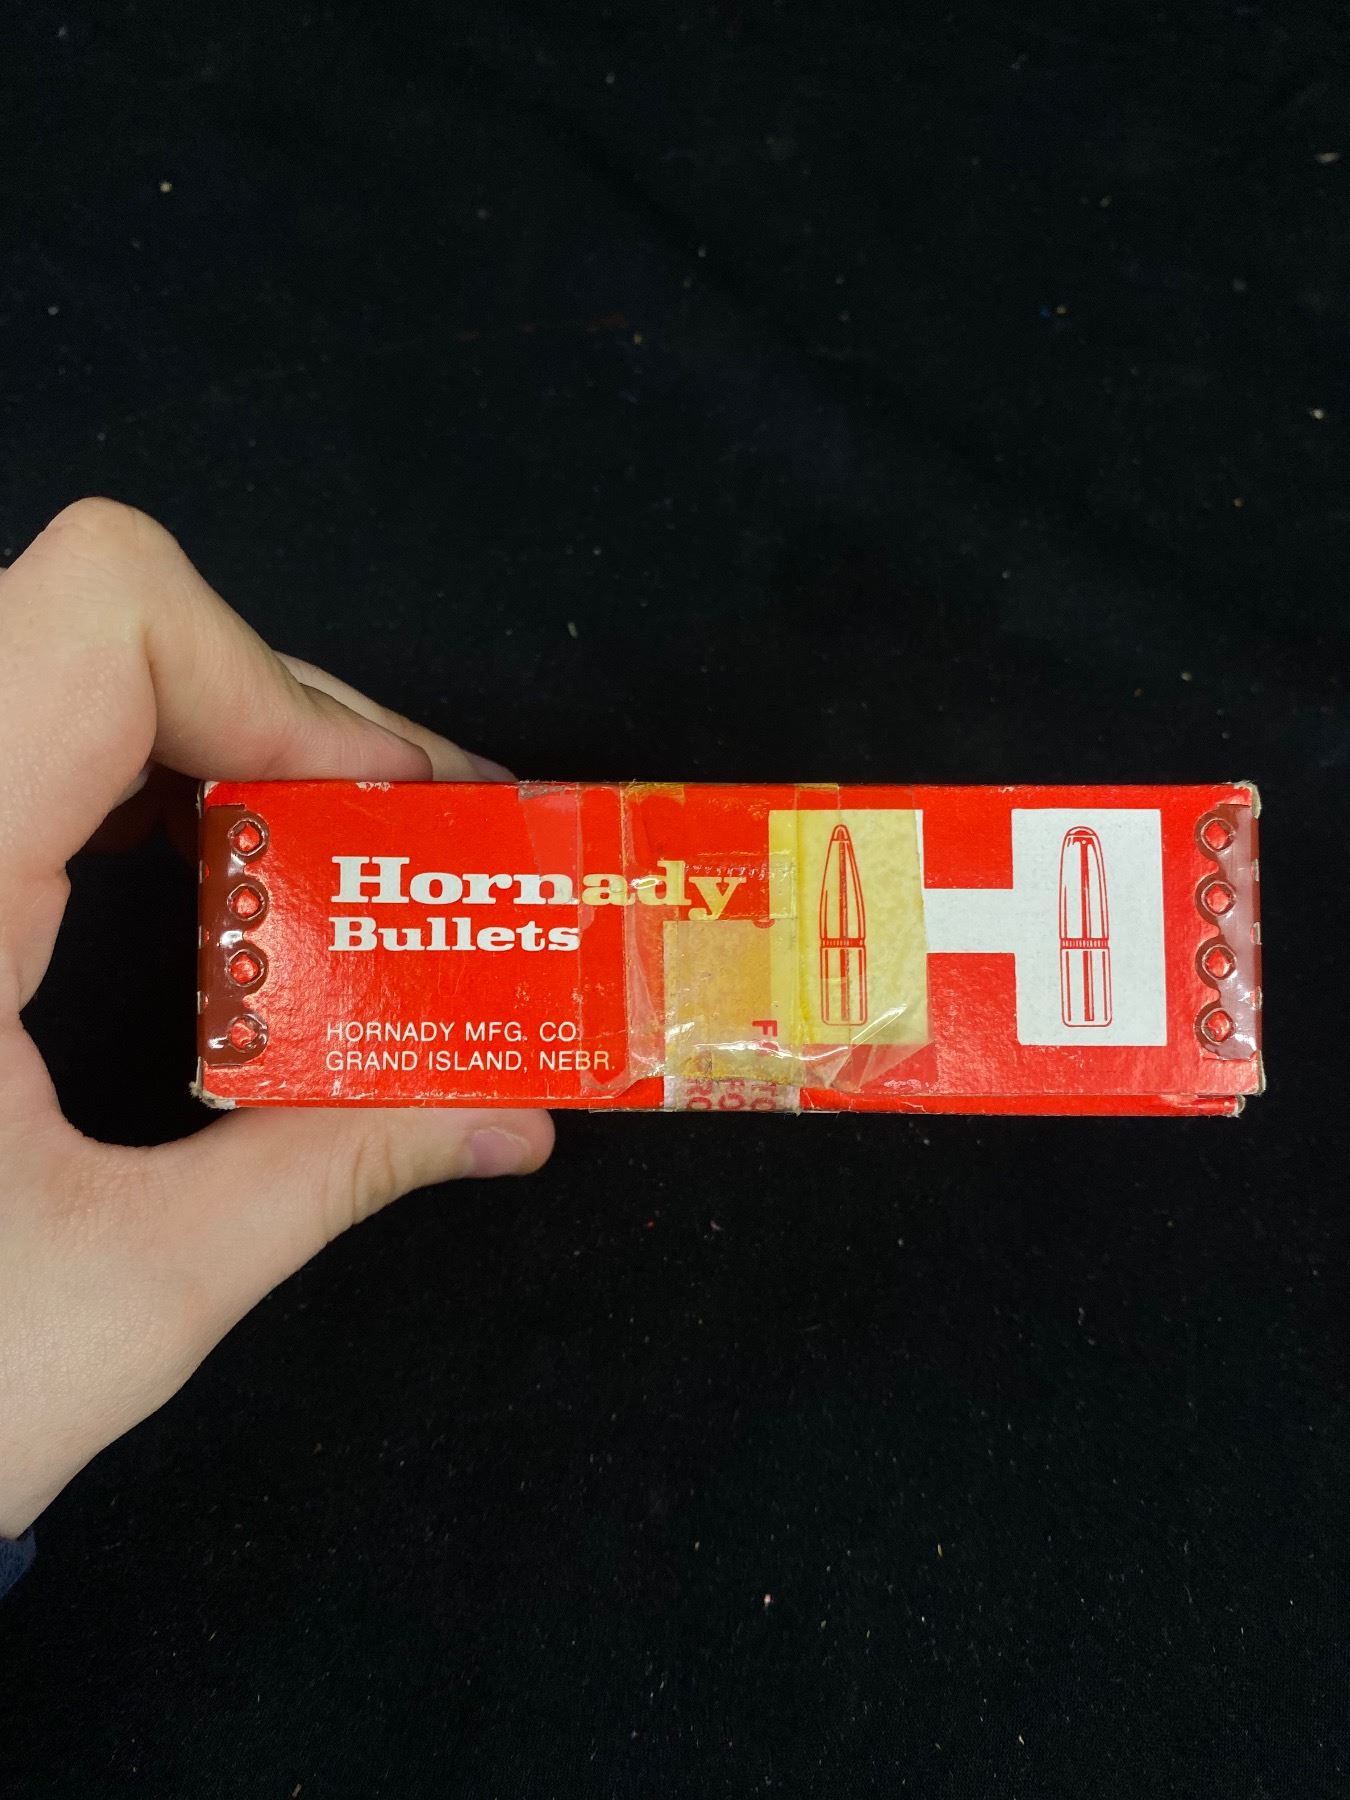 Hornady
Bullets
HORNADY MFG. CO.
GRAND ISLAND, NEBR.